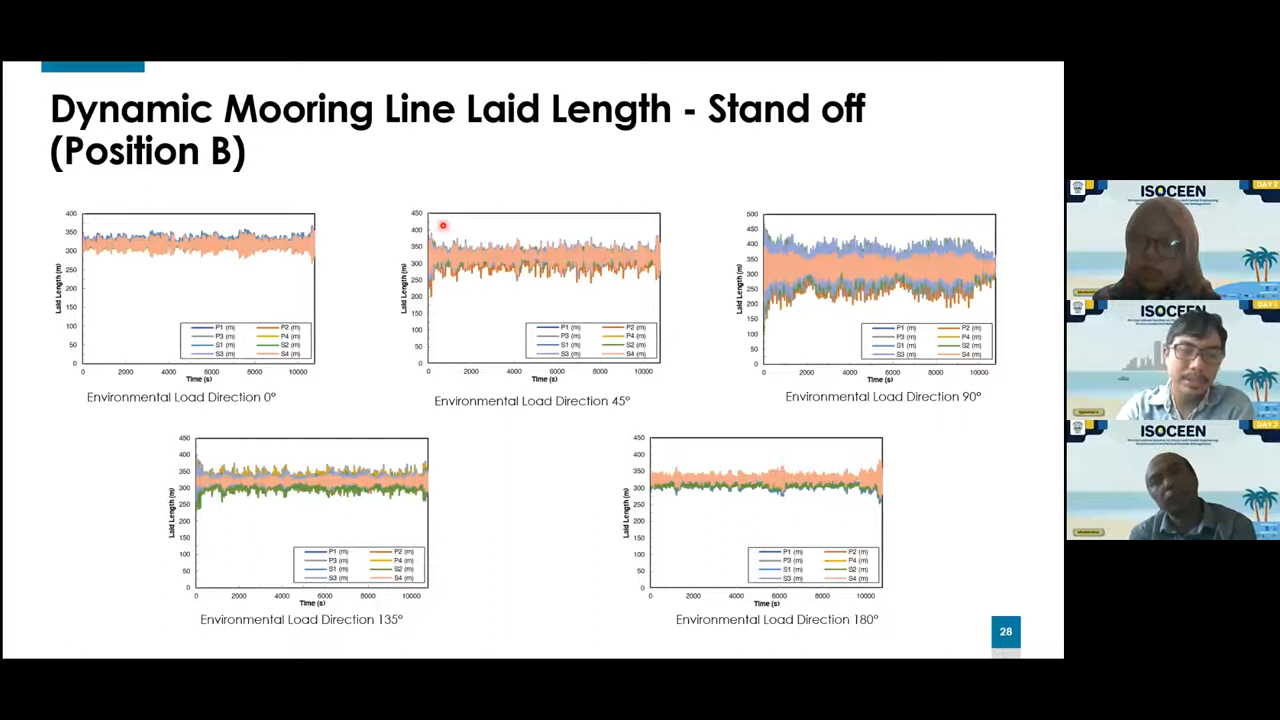 Dynamic Mooring Line Laid Length - Stand off
(Position B)
400
350
300
250
200
150
100
50
0
Laid Length (m)
P1 (m) P2 (m)
P3 (m) P4 (m)
S1 (m) S2 (m)
S3 (m) S4 (m)
0 2000 4000 6000 8000 10000
Time (s)
Environmental Load Direction 0°
450
400
350
300
250
200
150
100
50
0
Laid Length (m)
P1 (m) P2 (m)
P3 (m) P4 (m)
S1 (m) S2 (m)
S3 (m) S4 (m)
0 2000 4000 6000 8000 10000
Time (s)
Environmental Load Direction 45°
500
450
400
350
300
250
200
150
100
50
0
Laid Length (m)
P1 (m) P2 (m)
P3 (m) P4 (m)
S1 (m) S2 (m)
S3 (m) S4 (m)
0 2000 4000 6000 8000 10000
Time (s)
Environmental Load Direction 90°
450
400
350
300
250
200
150
100
50
0
Laid Length (m)
P1 (m) P2 (m)
P3 (m) P4 (m)
S1 (m) S2 (m)
S3 (m) S4 (m)
0 2000 4000 6000 8000 10000
Time (s)
Environmental Load Direction 135°
450
400
350
300
250
200
150
100
50
0
Laid Length (m)
P1 (m) P2 (m)
P3 (m) P4 (m)
S1 (m) S2 (m)
S3 (m) S4 (m)
0 2000 4000 6000 8000 10000
Time (s)
Environmental Load Direction 180°
28
ISOCEEN
DAY 2
ISOCEEN
ISOCEEN
DAY 2